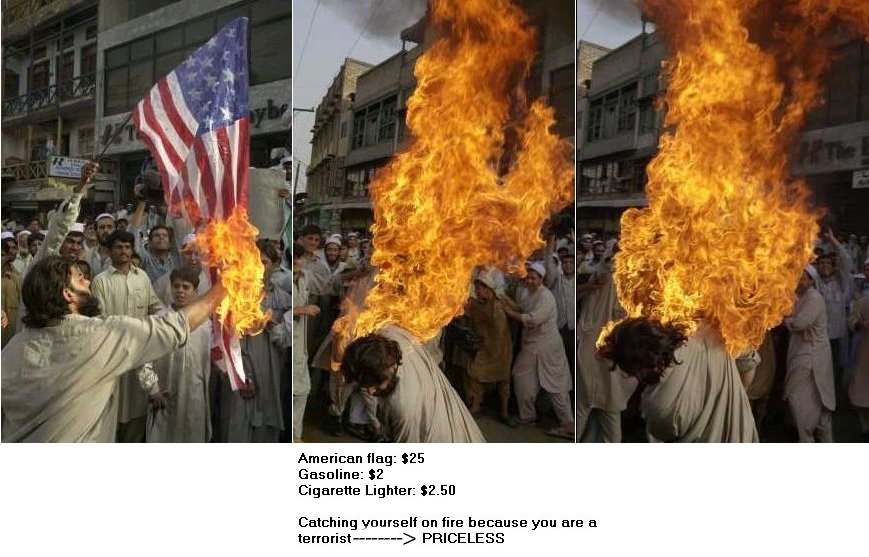 American flag: $25
Gasoline: $2
Cigarette Lighter: $2.50
Catching yourself on fire because you are a
terrorist--------> PRICELESS